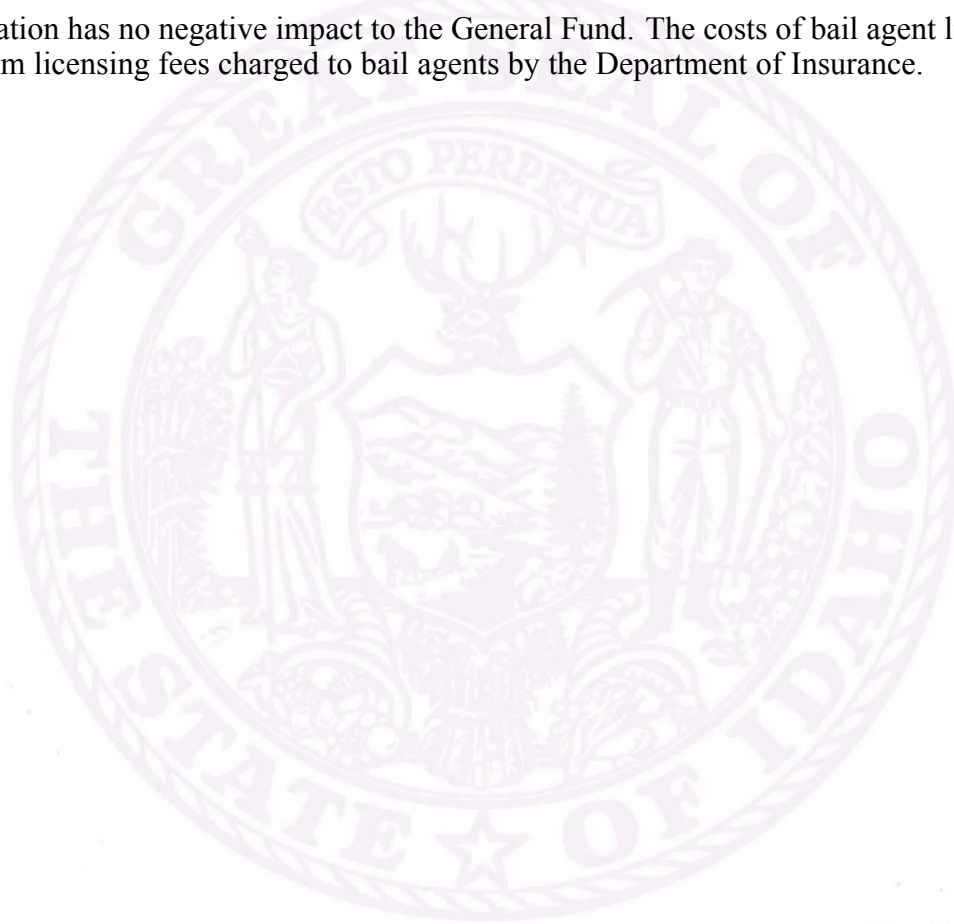 ation has no negative impact to the General Fund. The costs of bail agent l
m licensing fees charged to bail agents by the Department of Insurance.
GREAT SEAL OF
ESTO PERPETUA
THE STATE OF IDAHO